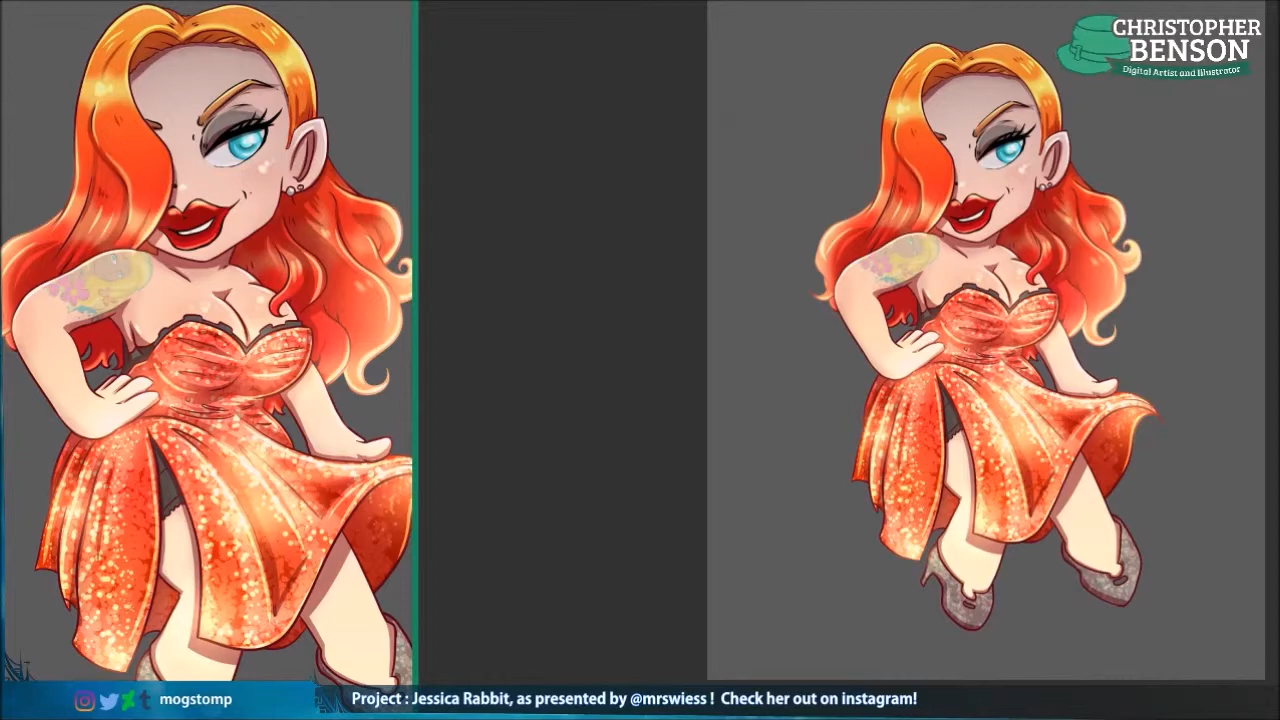 CHRISTOPHER
BENSON
Digital Artist and Illustrator
mogstomp
Project : Jessica Rabbit, as presented by @mrswiess ! Check her out on instagram!